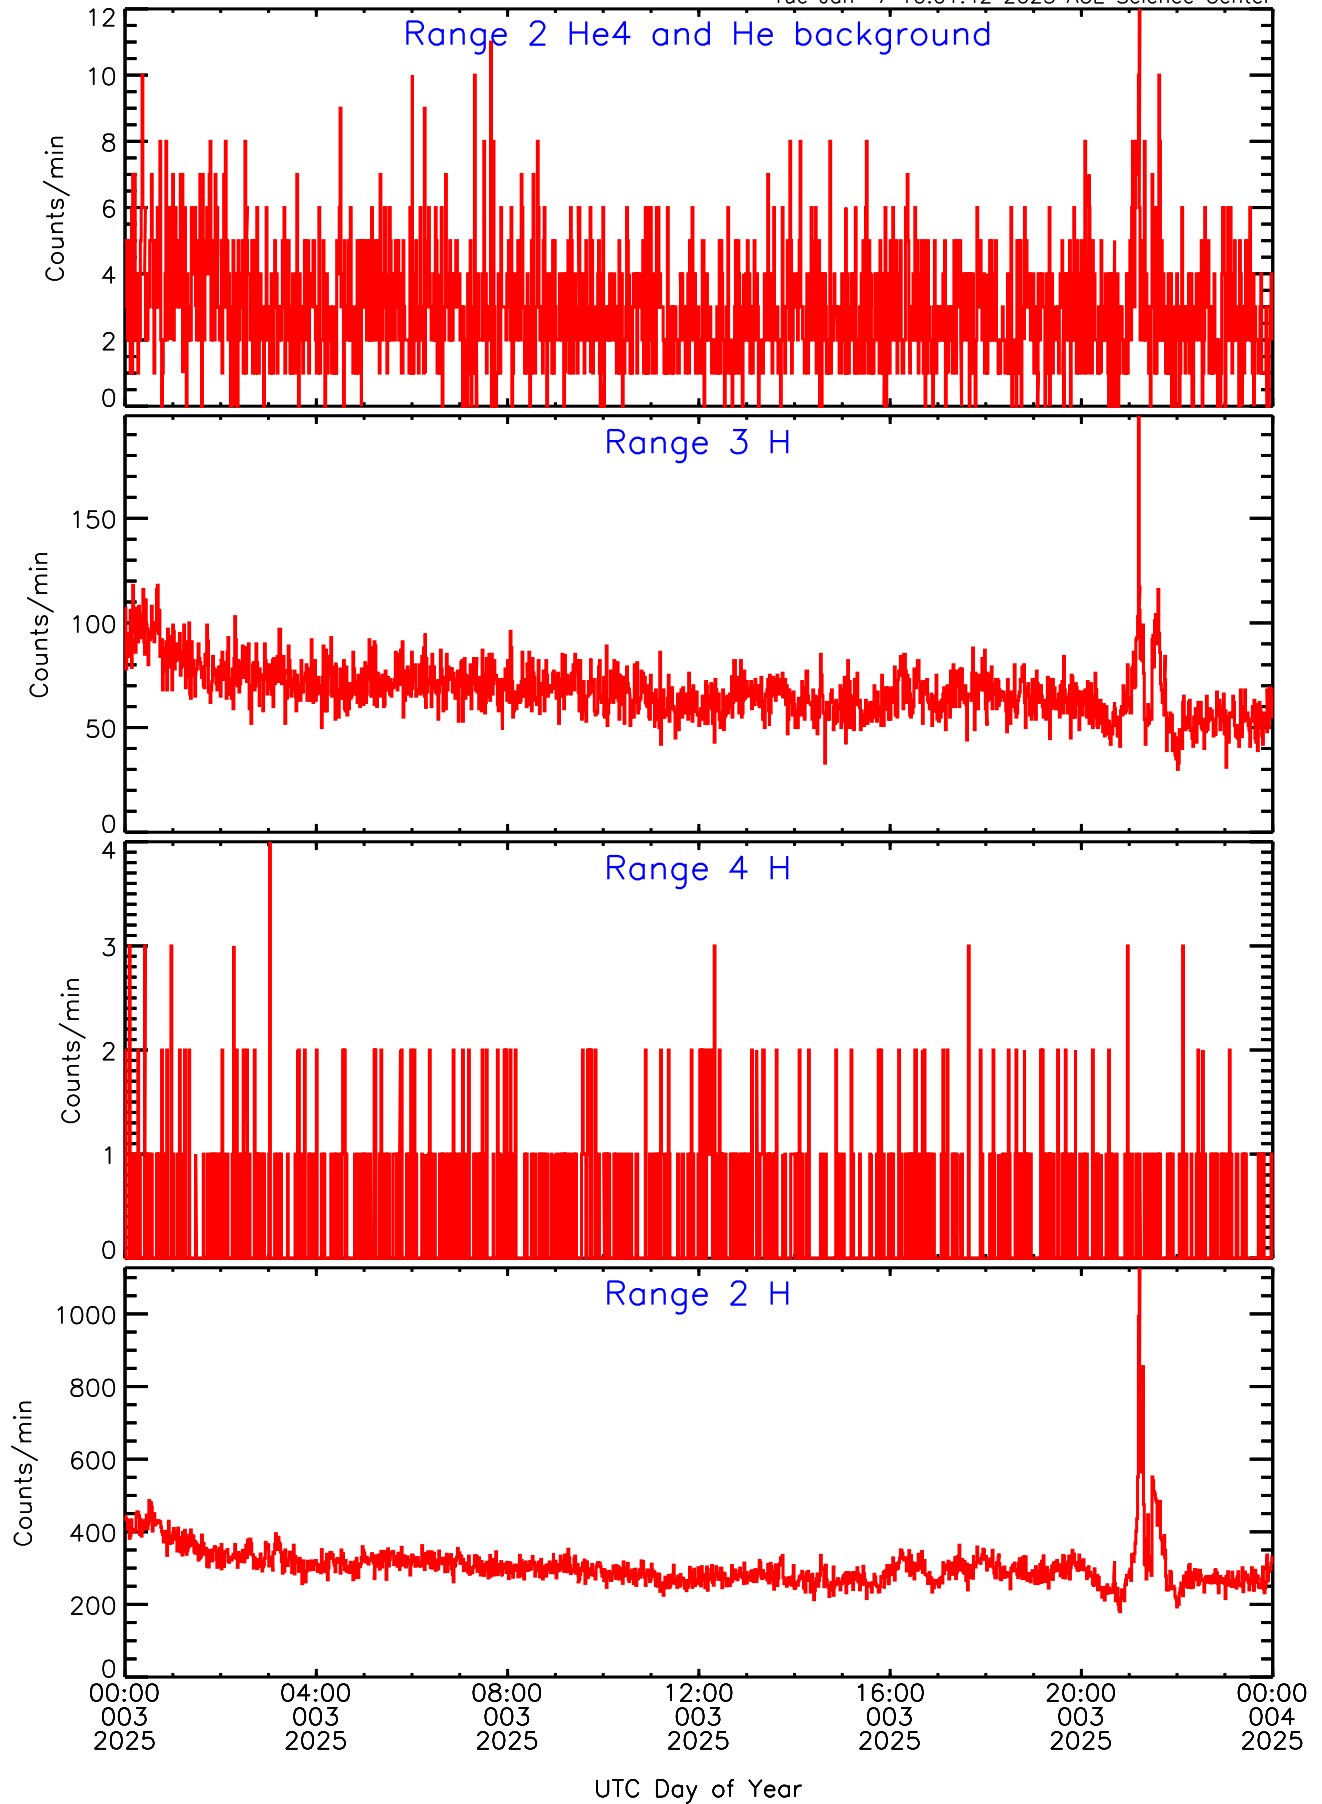 Range 2 He4 and He background
12
10
8
6
4
2
0
Counts/min
Range 3 H
150
100
50
0
Counts/min
Range 4 H
4
3
2
1
0
Counts/min
Range 2 H
1000
800
600
400
200
0
Counts/min
00:00 04:00 08:00 12:00 16:00 20:00 00:00
003 003 003 003 003 003 004
2025 2025 2025 2025 2025 2025 2025
UTC Day of Year